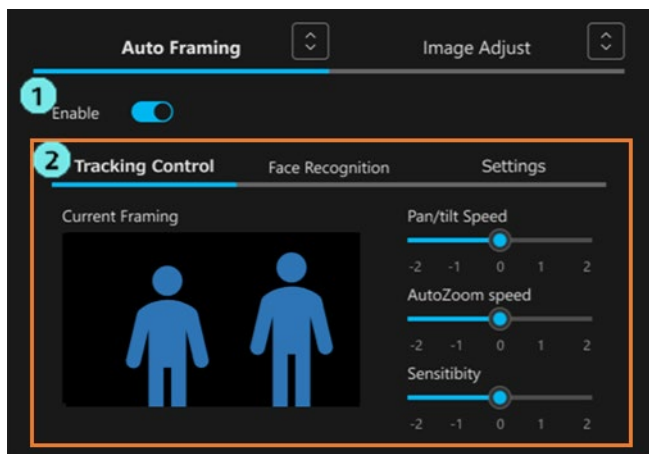 Auto Framing
Image Adjust
1
Enable
2
Tracking Control
Face Recognition
Settings
Current Framing
Pan/tilt Speed
-2 -1 0 1 2
AutoZoom speed
-2 -1 0 1 2
Sensitibity
-2 -1 0 1 2